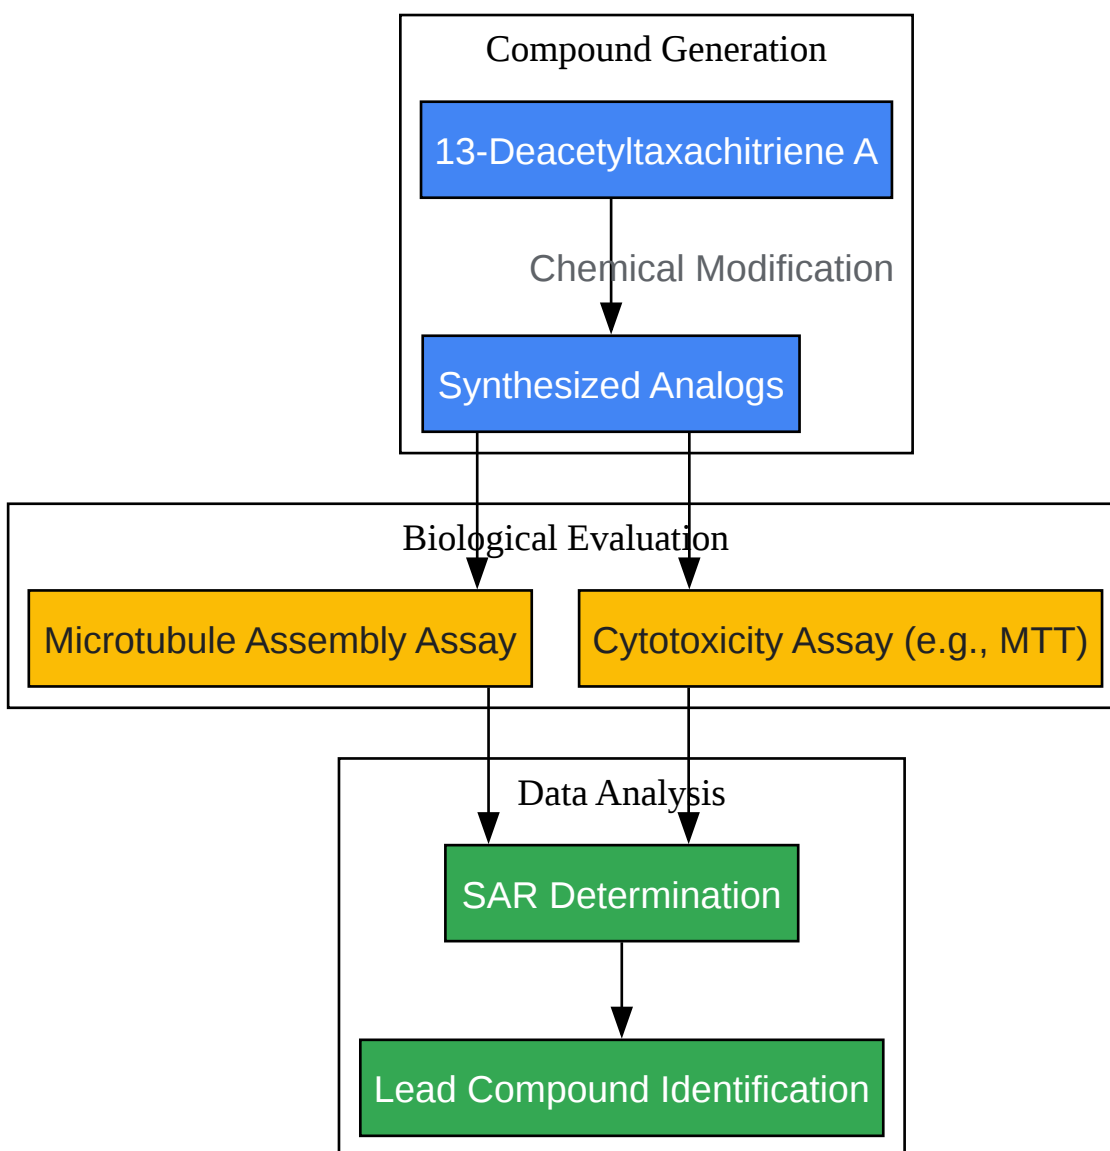 Compound Generation
13-Deacetyltaxachitriene A
Chemical Modification
Synthesized Analogs
Biological Evaluation
Microtubule Assembly Assay
Cytotoxicity Assay (e.g., MTT)
Data Analysis
SAR Determination
Lead Compound Identification